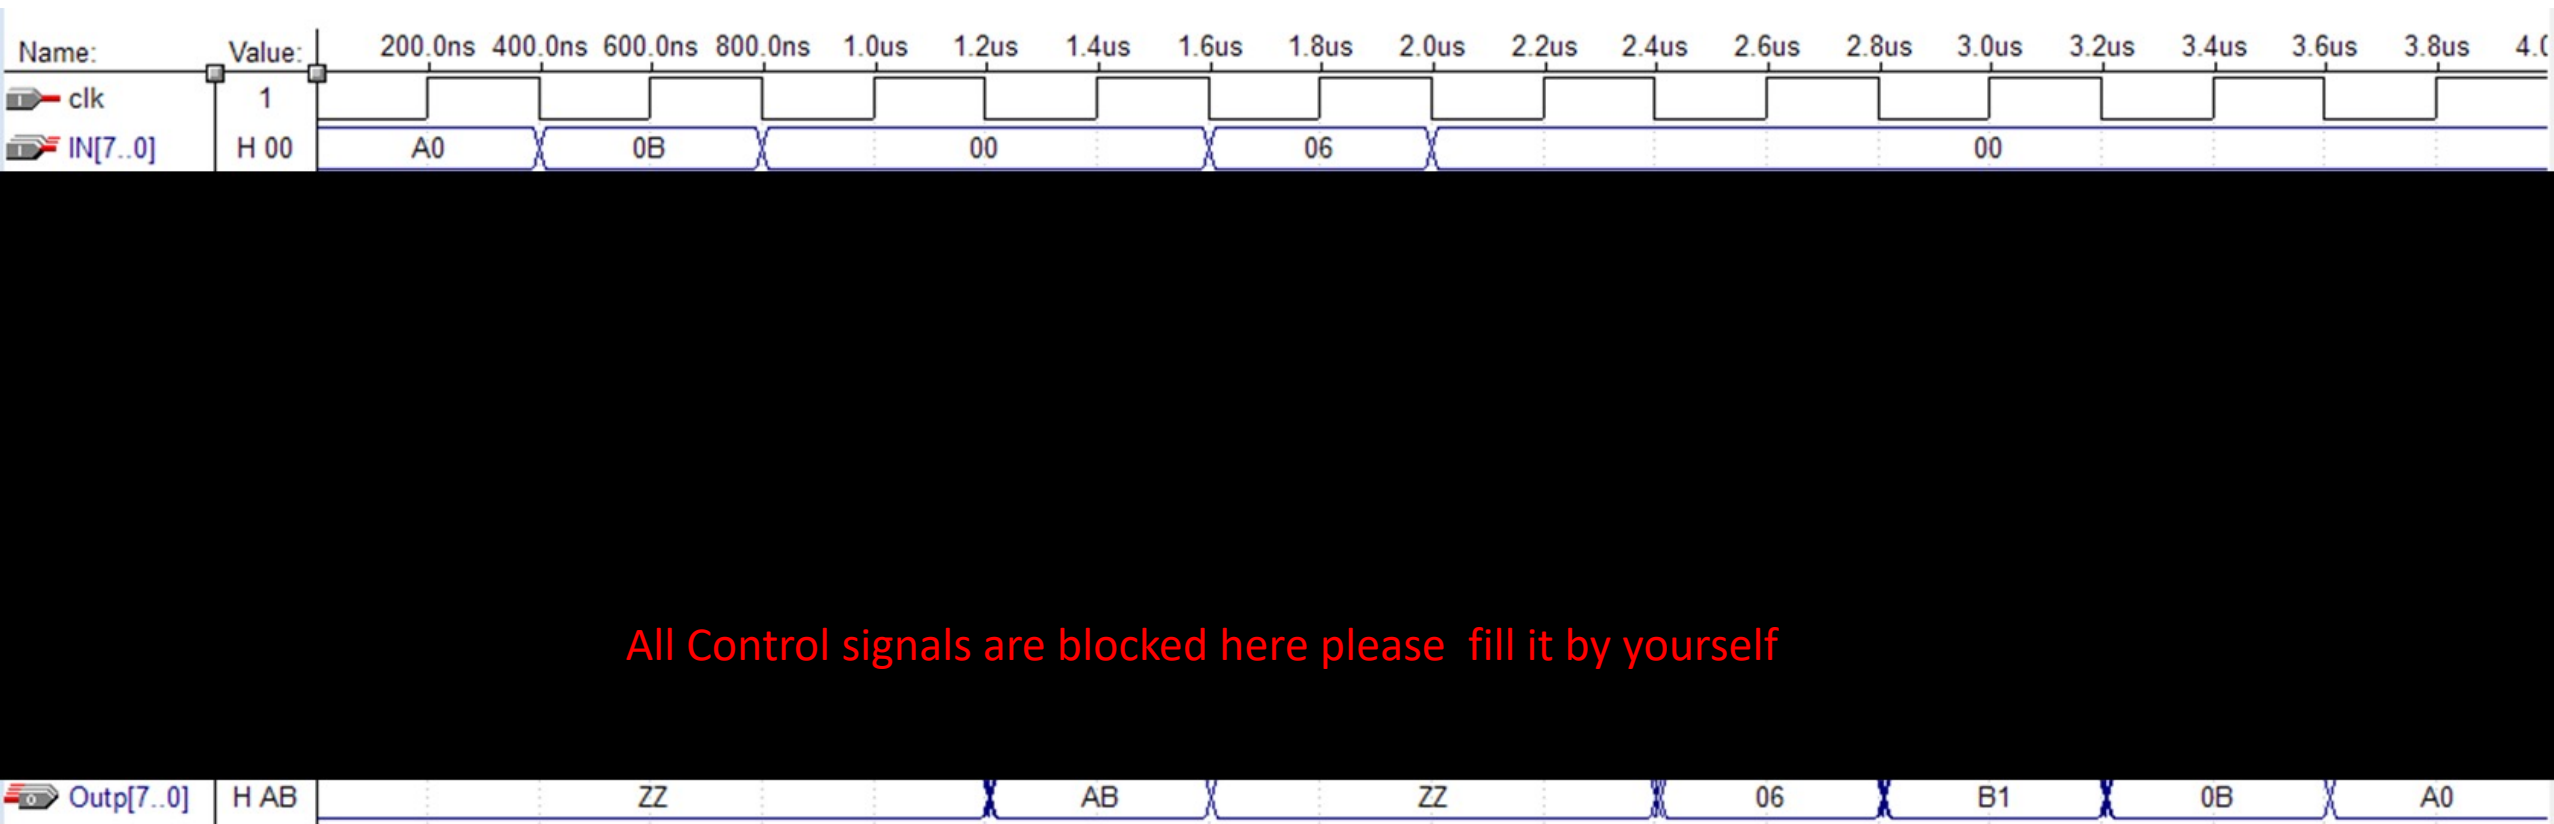 Name: Value: 200.0ns 400.0ns 600.0ns 800.0ns 1.0us 1.2us 1.4us 1.6us 1.8us 2.0us 2.2us 2.4us 2.6us 2.8us 3.0us 3.2us 3.4us 3.6us 3.8us
clk 1
IN[7..0] H 00 A0 0B 00 06 00
All Control signals are blocked here please fill it by yourself
Outp[7..0] H AB ZZ AB ZZ 06 B1 0B A0